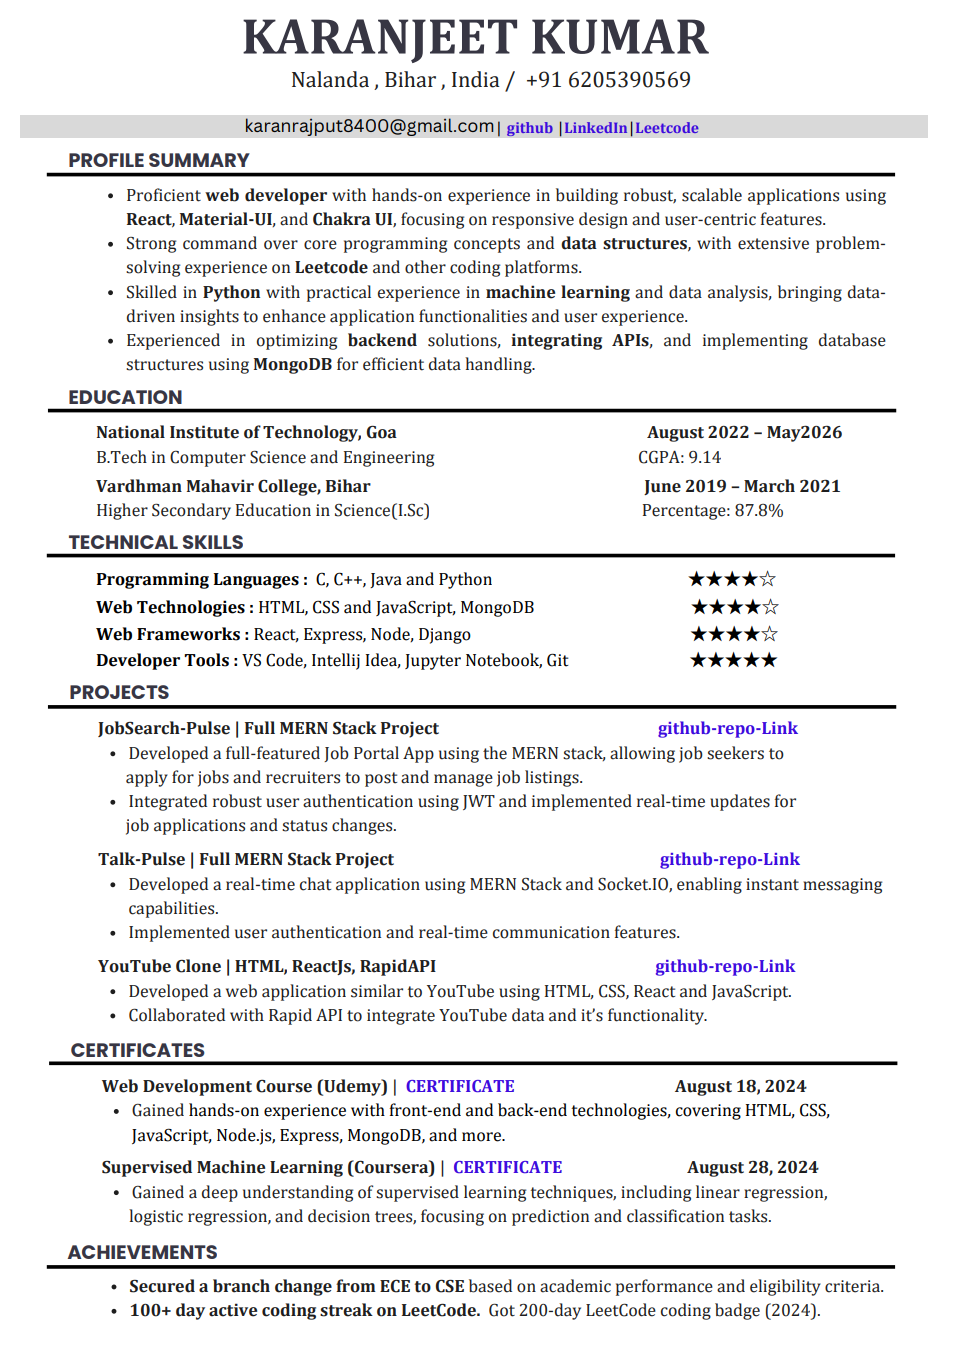 KARANJEET KUMAR
Nalanda , Bihar , India / +91 6205390569
karanrajput8400@gmail.com| github |LinkedIn|Leetcode
PROFILE SUMMARY
• Proficient web developer with hands-on experience in building robust, scalable applications using
React, Material-UI, and Chakra UI, focusing on responsive design and user-centric features.
• Strong command over core programming concepts and data structures, with extensive problem-
solving experience on Leetcode and other coding platforms.
• Skilled in Python with practical experience in machine learning and data analysis, bringing data-
driven insights to enhance application functionalities and user experience.
• Experienced in optimizing backend solutions, integrating APIs, and implementing database
structures using MongoDB for efficient data handling.
EDUCATION
National Institute of Technology, Goa August 2022 – May2026
B.Tech in Computer Science and Engineering CGPA: 9.14
Vardhman Mahavir College, Bihar June 2019 – March 2021
Higher Secondary Education in Science(I.Sc) Percentage: 87.8%
TECHNICAL SKILLS
Programming Languages : C, C++, Java and Python ★★★★☆
Web Technologies : HTML, CSS and JavaScript, MongoDB ★★★★☆
Web Frameworks : React, Express, Node, Django ★★★★☆
Developer Tools : VS Code, Intellij Idea, Jupyter Notebook, Git ★★★★★
PROJECTS
JobSearch-Pulse | Full MERN Stack Project github-repo-Link
• Developed a full-featured Job Portal App using the MERN stack, allowing job seekers to
apply for jobs and recruiters to post and manage job listings.
• Integrated robust user authentication using JWT and implemented real-time updates for
job applications and status changes.
Talk-Pulse | Full MERN Stack Project github-repo-Link
• Developed a real-time chat application using MERN Stack and Socket.IO, enabling instant messaging
capabilities.
• Implemented user authentication and real-time communication features.
YouTube Clone | HTML, ReactJs, RapidAPI github-repo-Link
• Developed a web application similar to YouTube using HTML, CSS, React and JavaScript.
• Collaborated with Rapid API to integrate YouTube data and it’s functionality.
CERTIFICATES
Web Development Course (Udemy) | CERTIFICATE August 18, 2024
• Gained hands-on experience with front-end and back-end technologies, covering HTML, CSS,
JavaScript, Node.js, Express, MongoDB, and more.
Supervised Machine Learning (Coursera) | CERTIFICATE August 28, 2024
• Gained a deep understanding of supervised learning techniques, including linear regression,
logistic regression, and decision trees, focusing on prediction and classification tasks.
ACHIEVEMENTS
• Secured a branch change from ECE to CSE based on academic performance and eligibility criteria.
• 100+ day active coding streak on LeetCode. Got 200-day LeetCode coding badge (2024).